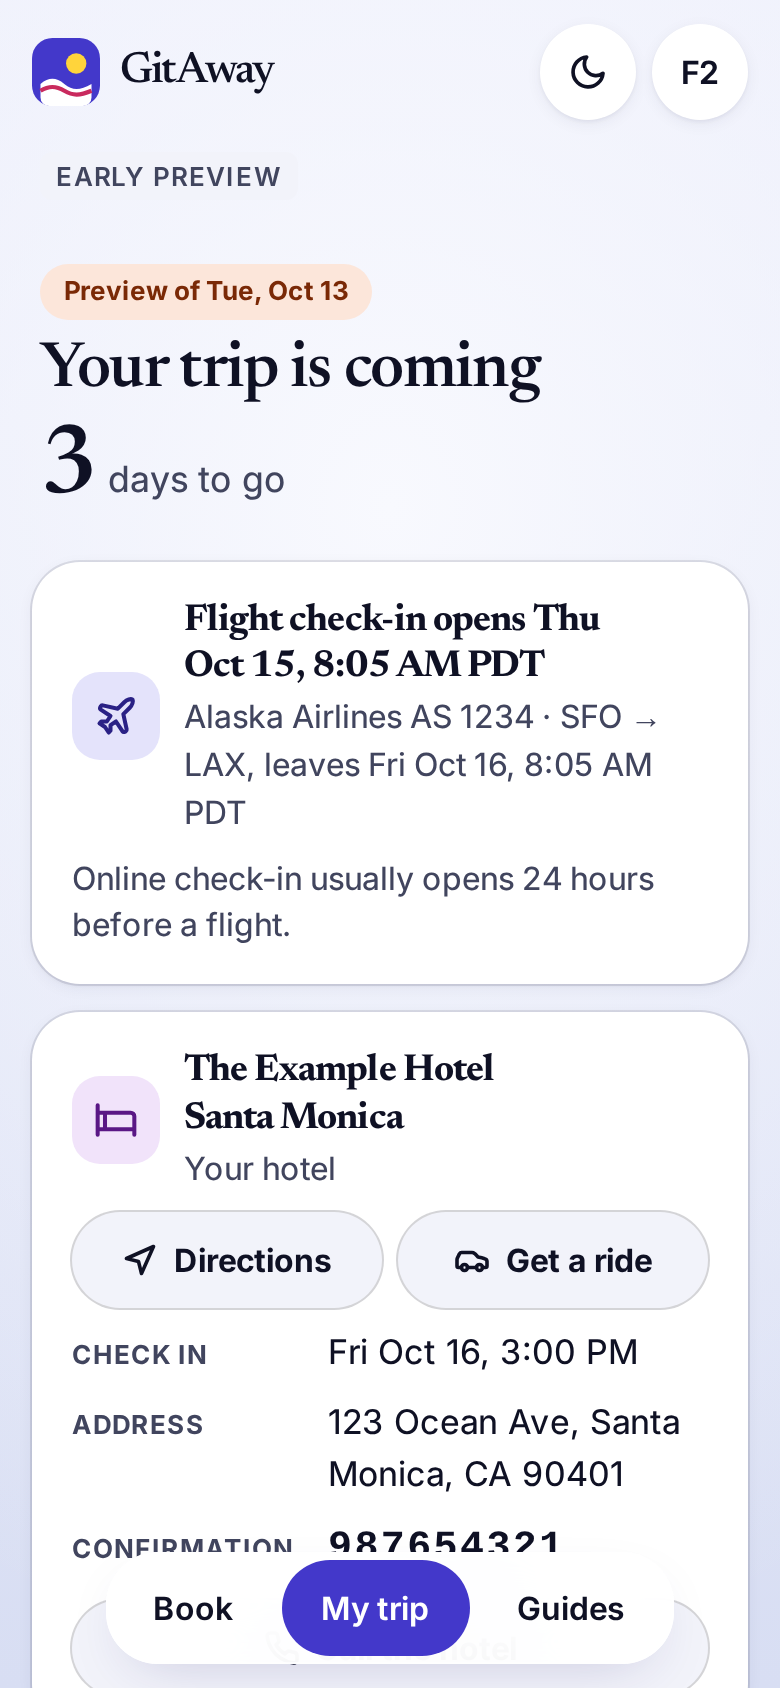 GitAway
F2
EARLY PREVIEW
Preview of Tue, Oct 13
Your trip is coming
3 days to go
Flight check-in opens Thu
Oct 15, 8:05 AM PDT
Alaska Airlines AS 1234 · SFO →
LAX, leaves Fri Oct 16, 8:05 AM
PDT
Online check-in usually opens 24 hours
before a flight.
The Example Hotel
Santa Monica
Your hotel
Directions
Get a ride
CHECK IN
Fri Oct 16, 3:00 PM
ADDRESS
123 Ocean Ave, Santa
Monica, CA 90401
CONFIRMATION
987654321
hotel
Book
My trip
Guides